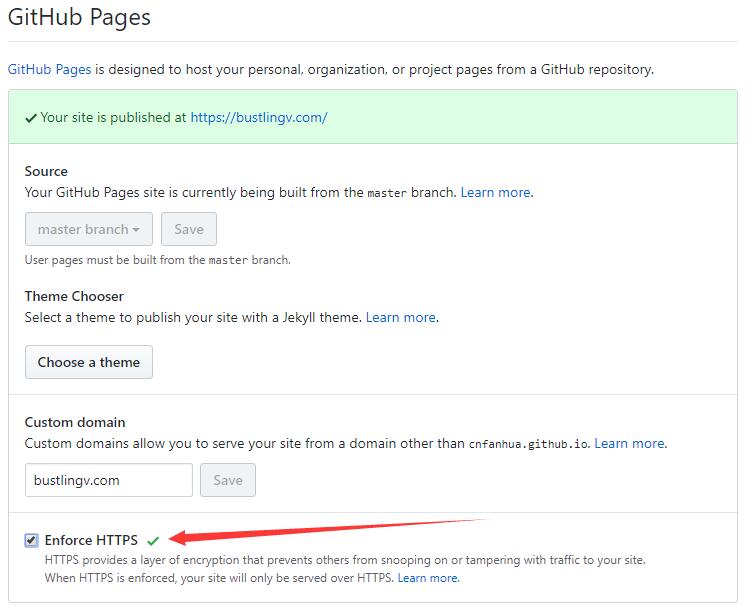 GitHub Pages
GitHub Pages is designed to host your personal, organization, or project pages from a GitHub repository.
Your site is published at https://bustlingv.com/
Source
Your GitHub Pages site is currently being built from the master branch. Learn more.
master branch Save
User pages must be built from the master branch.
Theme Chooser
Select a theme to publish your site with a Jekyll theme. Learn more.
Choose a theme
Custom domain
Custom domains allow you to serve your site from a domain other than cnfanhua.github.io. Learn more.
bustlingv.com Save
Enforce HTTPS
HTTPS provides a layer of encryption that prevents others from snooping on or tampering with traffic to your site.
When HTTPS is enforced, your site will only be served over HTTPS. Learn more.